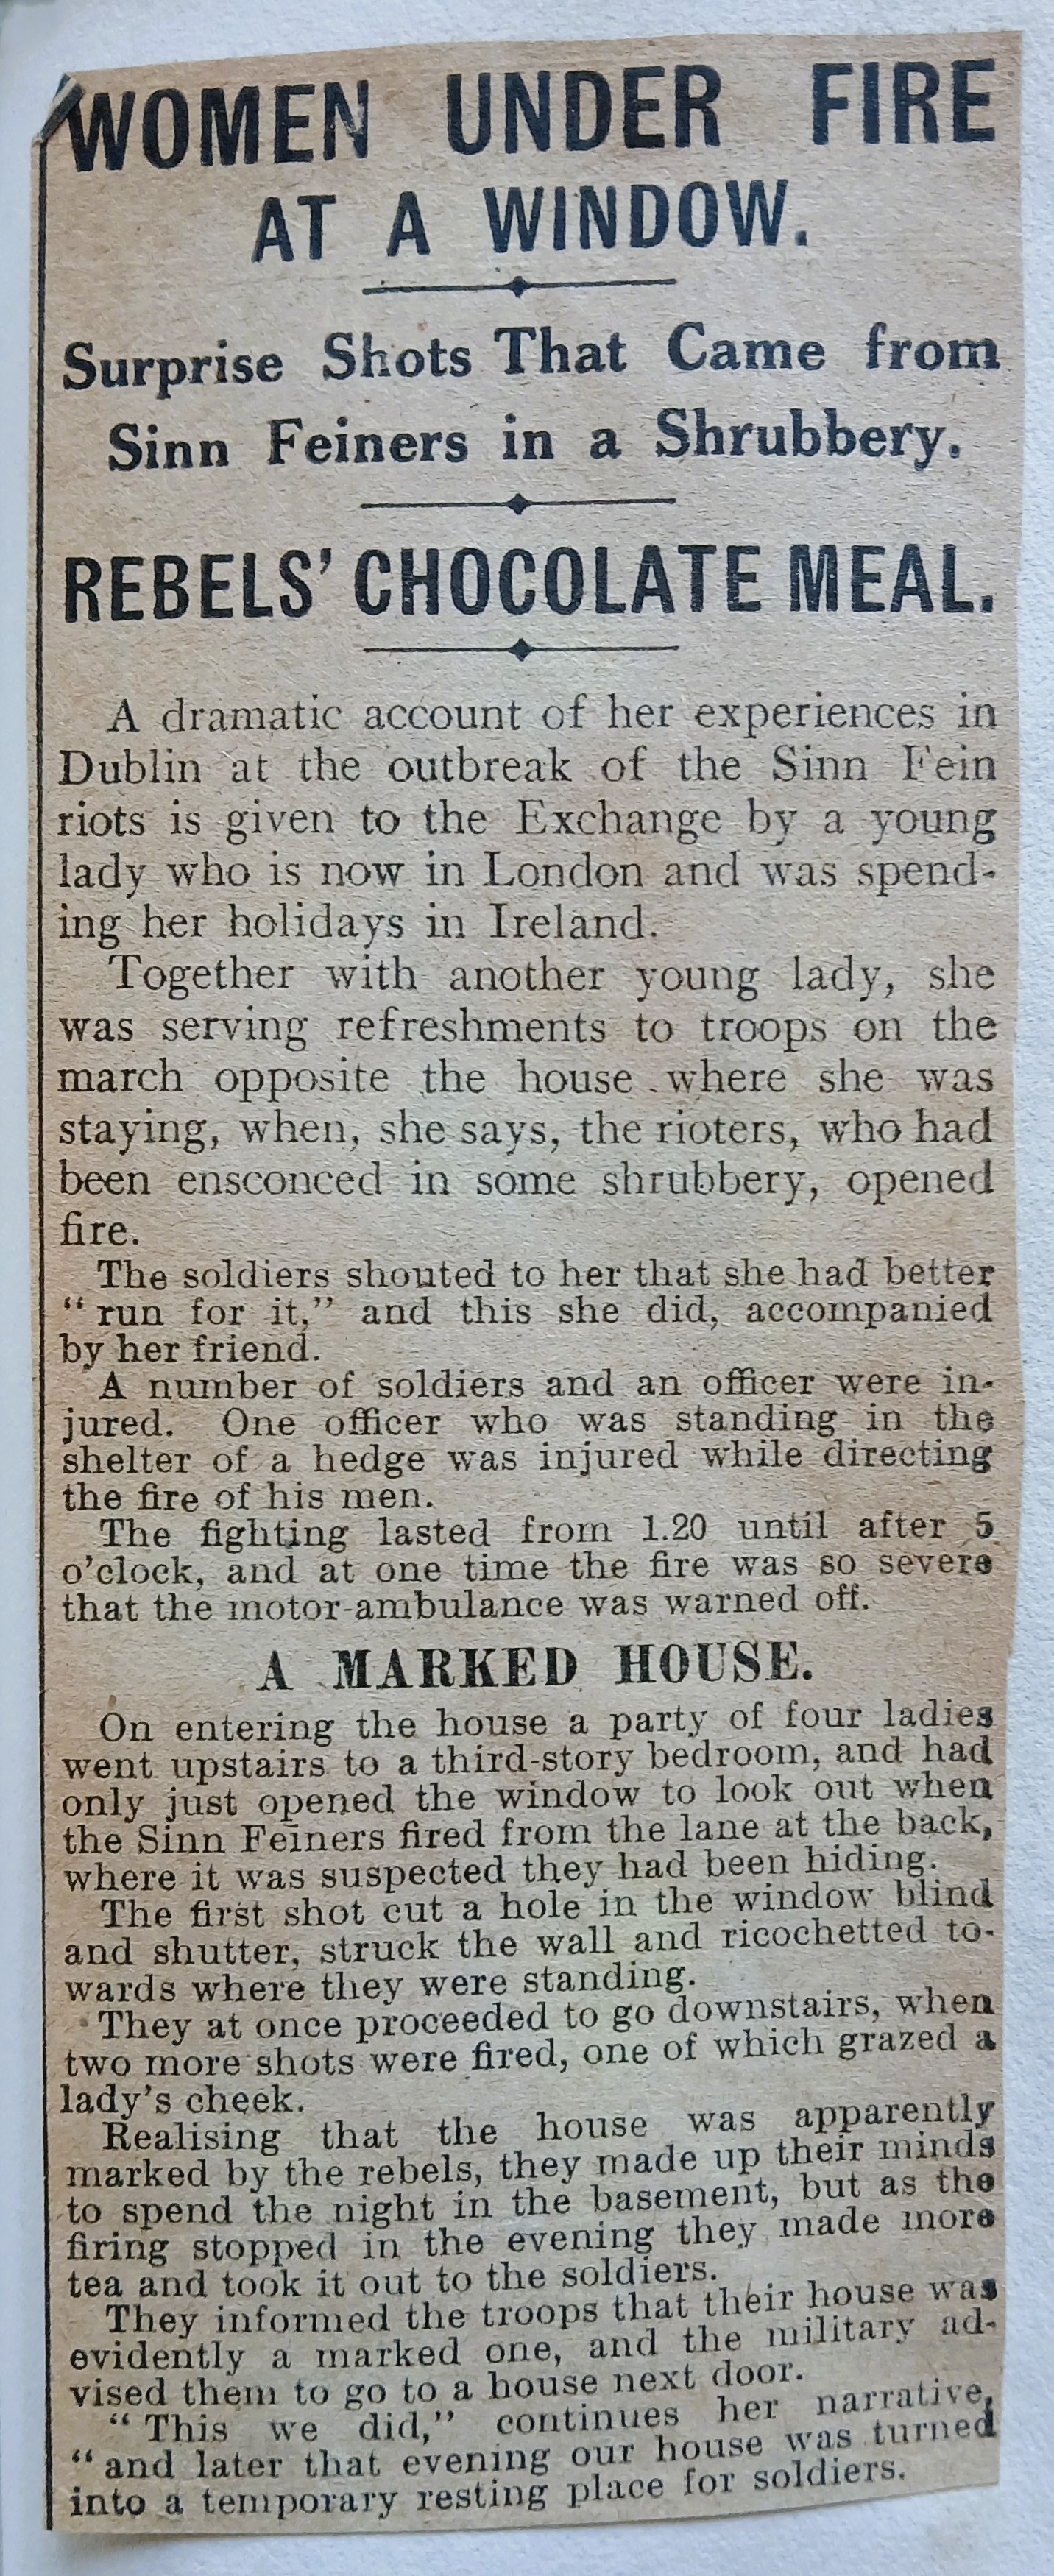 WOMEN UNDER FIRE
AT A WINDOW.
Surprise Shots That Came from
Sinn Feiners in a Shrubbery.
REBELS' CHOCOLATE MEAL.
A dramatic account of her experiences in
Dublin at the outbreak of the Sinn Fein
riots is given to the Exchange by a young
lady who is now in London and was spend-
ing her holidays in Ireland.
Together with another young lady, she
was serving refreshments to troops on the
march opposite the house where she was
staying, when, she says, the rioters, who had
been ensconced in some shrubbery, opened
fire.
The soldiers shouted to her that she had better
"run for it," and this she did, accompanied
by her friend.
A number of soldiers and an officer were in-
jured. One officer who was standing in the
shelter of a hedge was injured while directing
the fire of his men.
The fighting lasted from 1.20 until after 5
o'clock, and at one time the fire was so severe
that the motor-ambulance was warned off.
A MARKED HOUSE.
On entering the house a party of four ladies
went upstairs to a third-story bedroom, and had
only just opened the window to look out when
the Sinn Feiners fired from the lane at the back,
where it was suspected they had been hiding.
The first shot cut a hole in the window blind
and shutter, struck the wall and ricochetted to-
wards where they were standing.
They at once proceeded to go downstairs, when
two more shots were fired, one of which grazed a
lady's cheek.
Realising that the house was apparently
marked by the rebels, they made up their minds
to spend the night in the basement, but as the
firing stopped in the evening they made more
tea and took it out to the soldiers.
They informed the troops that their house was
evidently a marked one, and the military ad-
vised them to go to a house next door.
"This we did," continues her narrative,
"and later that evening our house was turned
into a temporary resting place for soldiers.